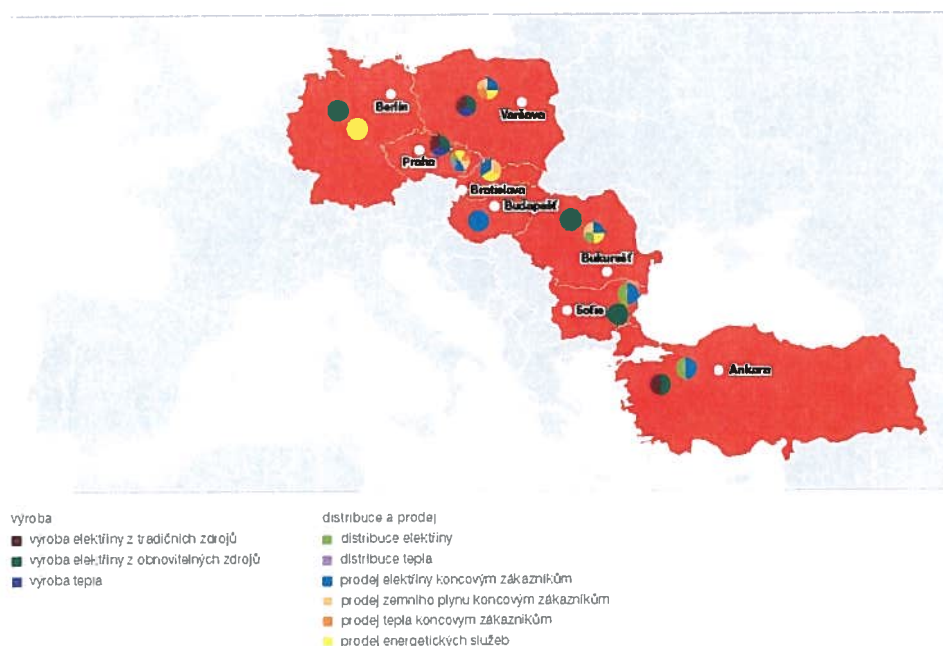 Berlín
Varšava
Praha
Bratislava
Budapešť
Bukurešť
Sofie
Ankara
výroba
výroba elektřiny z tradičních zdrojů
výroba elektřiny z obnovitelných zdrojů
výroba tepla
distribuce a prodej
distribuce elektřiny
distribuce tepla
prodej elektřiny koncovým zákazníkům
prodej zemního plynu koncovým zákazníkům
prodej tepla koncovým zákazníkům
prodej energetických služeb